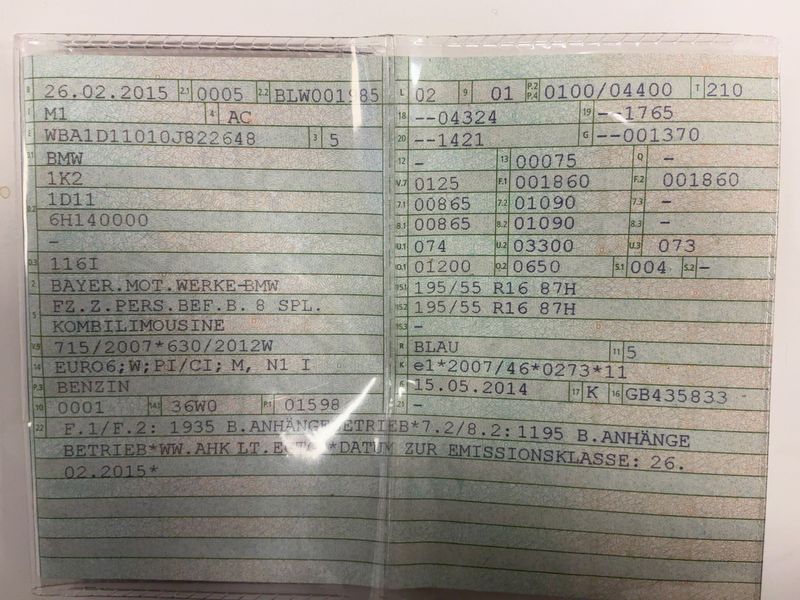 B 26.02.2015 2.1 0005 2.2 BLW001985
J M1 4 AC
E WBA1D11010J822648 3 5
D.1 BMW
1K2
1D11
D.2 6H140000
-
D.3 116I
2 BAYER.MOT.WERKE-BMW
5 FZ.Z.PERS.BEF.B. 8 SPL.
KOMBILIMOUSINE
V.9 715/2007*630/2012W
14 EURO6;W;PI/CI; M, N1 I
P.3 BENZIN
10 0001 14.1 36W0 P.1 01598
L 02 9 01 P.2 P.4 0100/04400 T 210
18 --04324 19 --1765
20 --1421 G --001370
12 - 13 00075 Q -
V.7 0125 F.1 001860 F.2 001860
7.1 00865 7.2 01090 7.3 -
8.1 00865 8.2 01090 8.3 -
U.1 074 U.2 03300 U.3 073
O.1 01200 O.2 0650 S.1 004 S.2 -
15.1 195/55 R16 87H
15.2 195/55 R16 87H
15.3 -
R BLAU 11 5
K e1*2007/46*0273*11
6 15.05.2014 17 K 16 GB435833
21 -
22 F.1/F.2: 1935 B.ANHÄNGEBETRIEB*7.2/8.2: 1195 B.ANHÄNGE
BETRIEB*WW.AHK LT. *DATUM ZUR EMISSIONSKLASSE: 26.
02.2015*